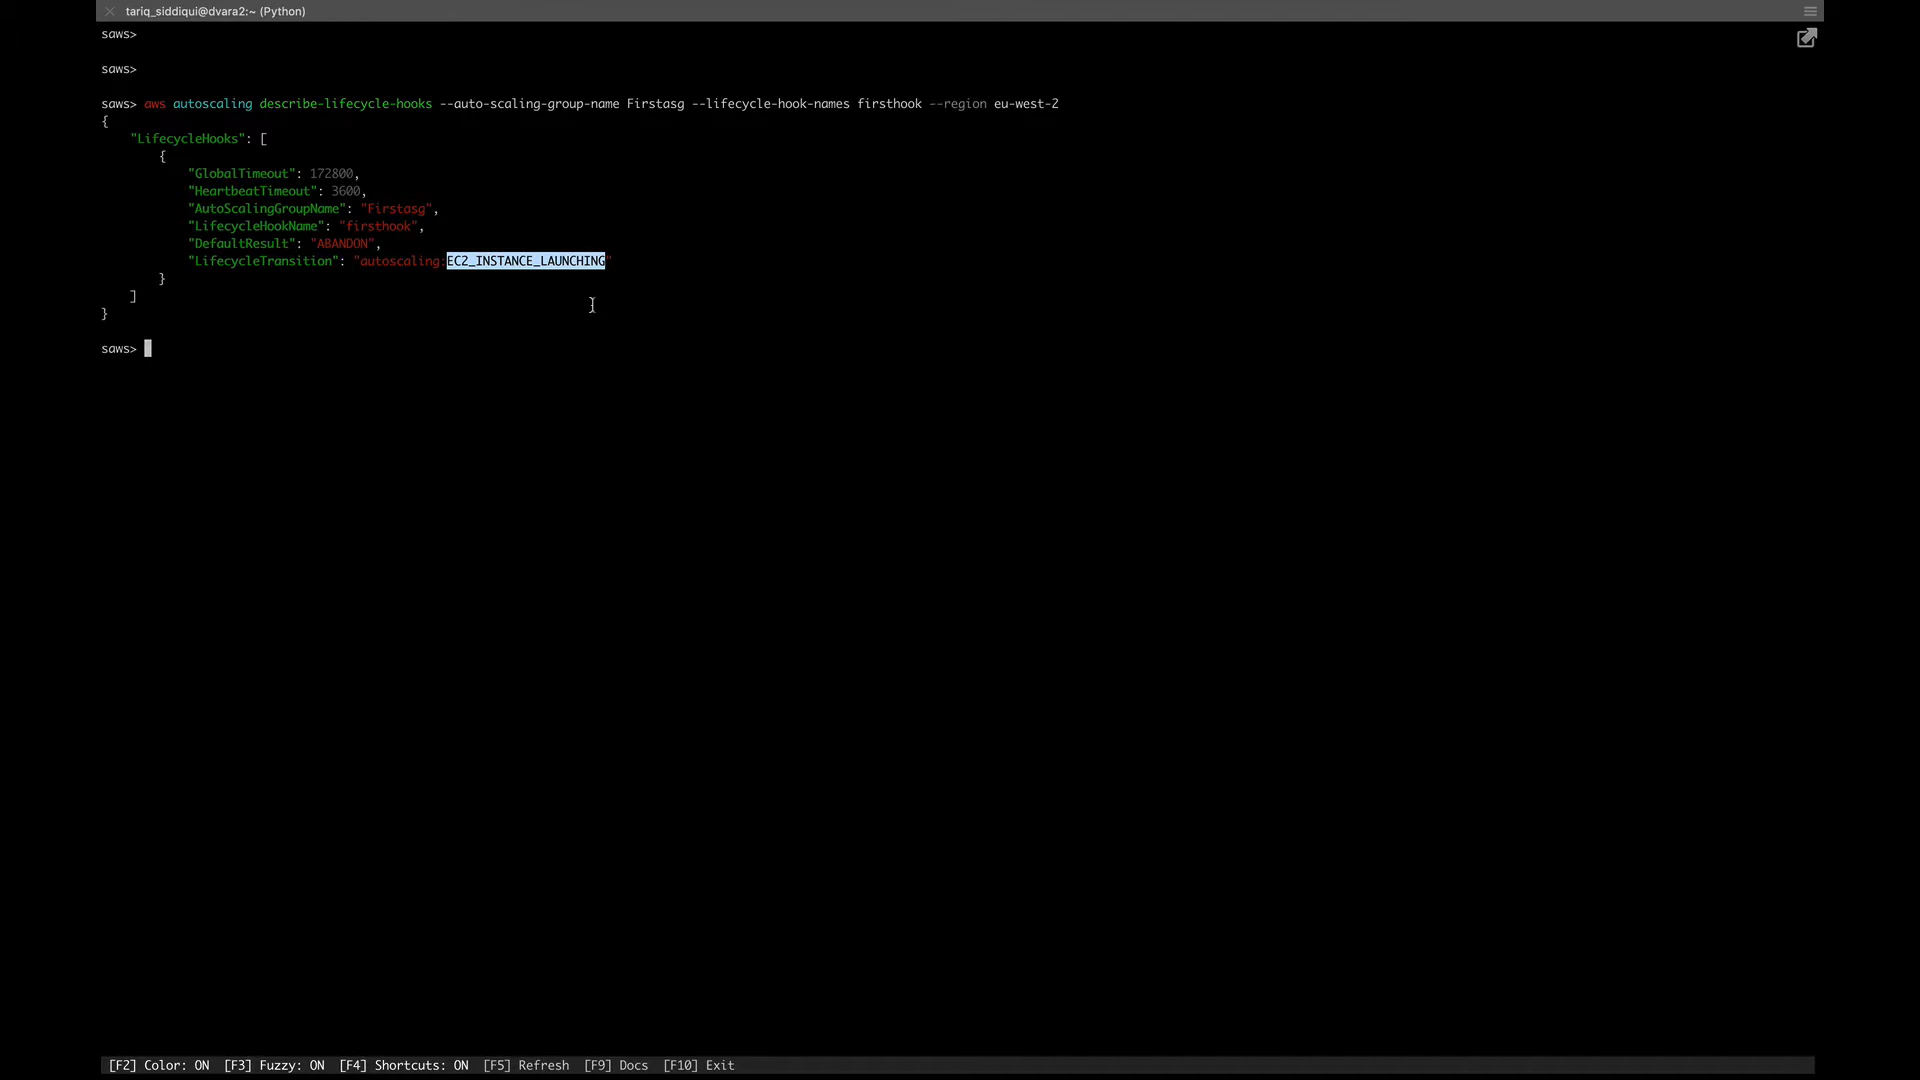 tariq_siddiqui@dvara2:~ (Python)
saws>
saws>
saws> aws autoscaling describe-lifecycle-hooks --auto-scaling-group-name Firstasg --lifecycle-hook-names firsthook --region eu-west-2
{
    "LifecycleHooks": [
        {
            "GlobalTimeout": 172800,
            "HeartbeatTimeout": 3600,
            "AutoScalingGroupName": "Firstasg",
            "LifecycleHookName": "firsthook",
            "DefaultResult": "ABANDON",
            "LifecycleTransition": "autoscaling:EC2_INSTANCE_LAUNCHING"
        }
    ]
}
saws>
[F2] Color: ON [F3] Fuzzy: ON [F4] Shortcuts: ON [F5] Refresh [F9] Docs [F10] Exit